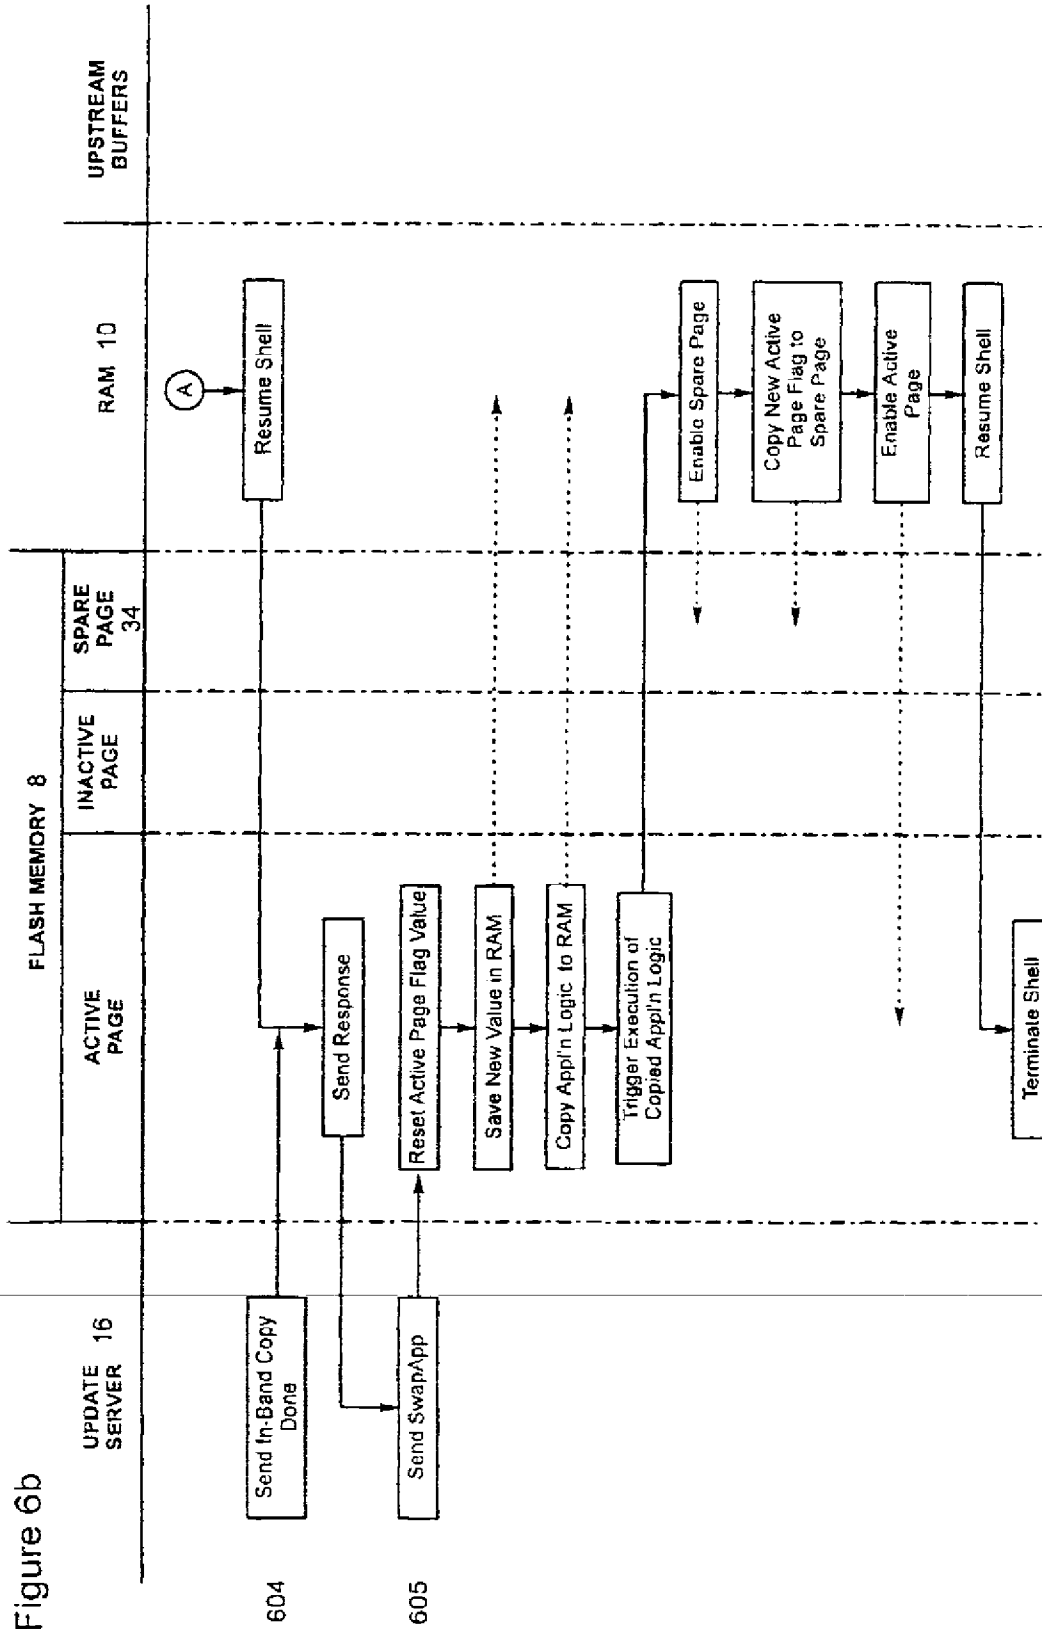 Figure 6b
FLASH MEMORY 8
UPDATE
SERVER 16
ACTIVE
PAGE
INACTIVE
PAGE
SPARE
PAGE
34
RAM 10
UPSTREAM
BUFFERS
A
604
Send In-Band Copy
Done
Resume Shell
Send Response
605
Send SwapApp
Reset Active Page Flag Value
Save New Value in RAM
Copy Appl'n Logic to RAM
Trigger Execution of
Copied Appl'n Logic
Enable Spare Page
Copy New Active
Page Flag to
Spare Page
Enable Active
Page
Resume Shell
Terminale Shell